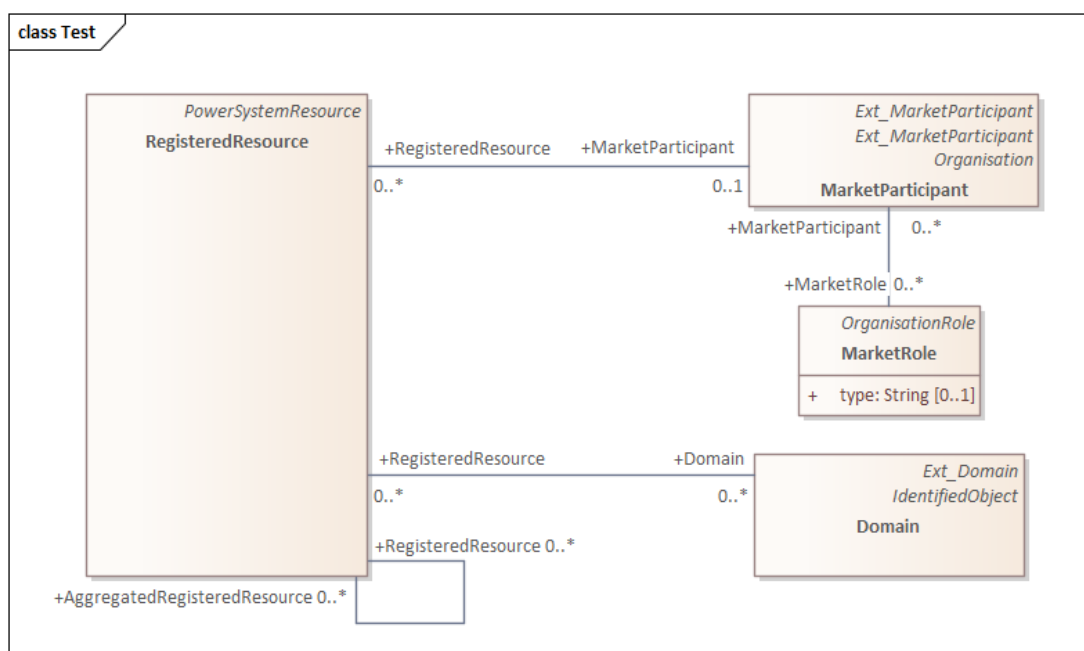 class Test
PowerSystemResource
RegisteredResource
Ext_MarketParticipant
Ext_MarketParticipant
Organisation
MarketParticipant
+RegisteredResource
+MarketParticipant
0..*
0..1
+MarketParticipant 0..*
+MarketRole 0..*
OrganisationRole
MarketRole
+ type: String [0..1]
+RegisteredResource
+Domain
0..*
0..*
Ext_Domain
IdentifiedObject
Domain
+RegisteredResource 0..*
+AggregatedRegisteredResource 0..*